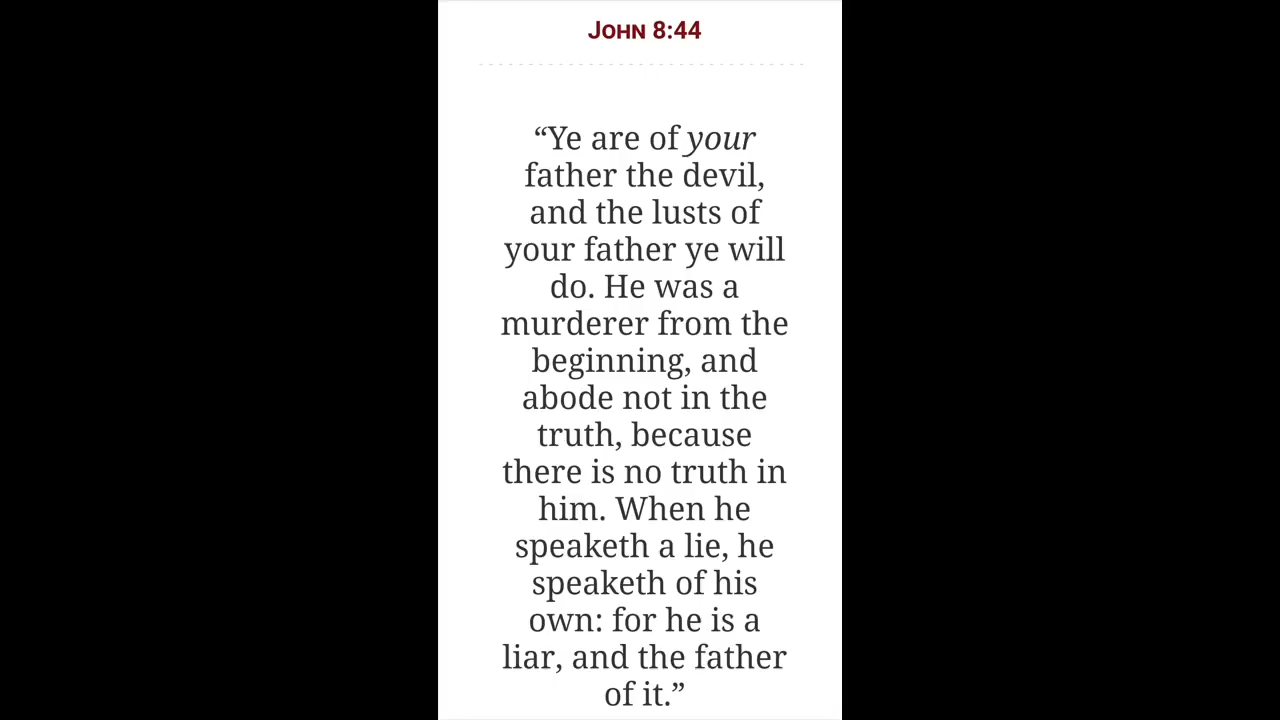 John 8:44
“Ye are of your
father the devil,
and the lusts of
your father ye will
do. He was a
murderer from the
beginning, and
abode not in the
truth, because
there is no truth in
him. When he
speaketh a lie, he
speaketh of his
own: for he is a
liar, and the father
of it.”